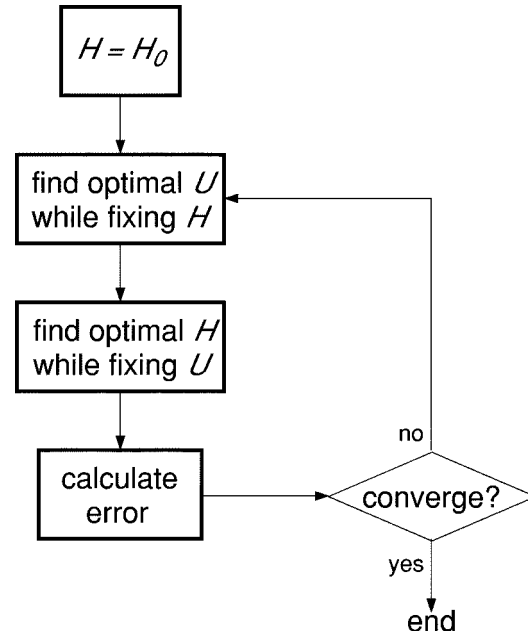 H = H₀
find optimal U
while fixing H
find optimal H
while fixing U
calculate
error
no
converge?
yes
end